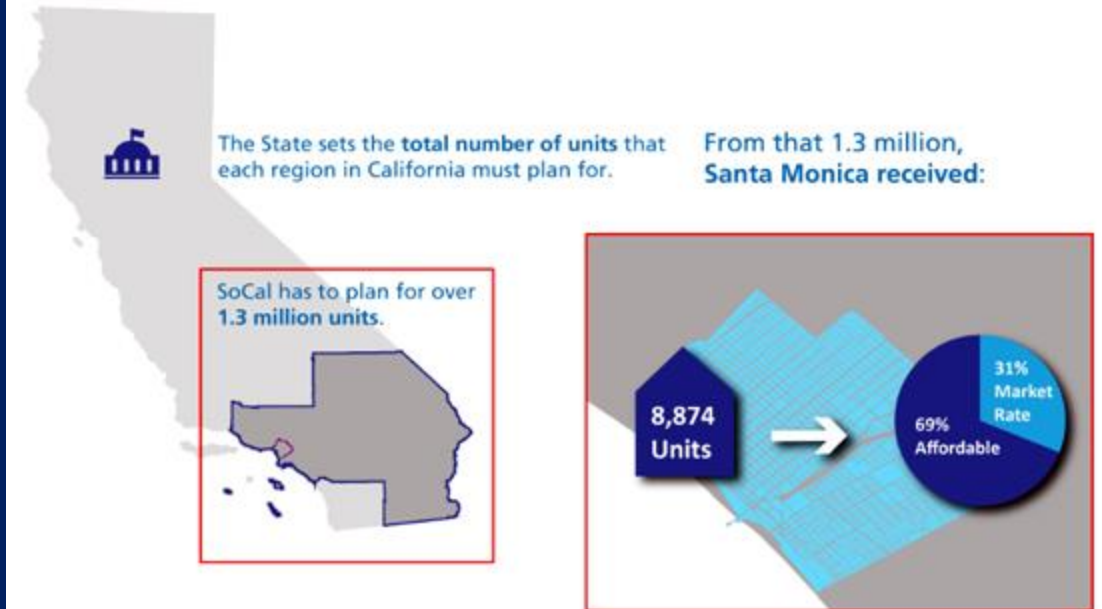 The State sets the total number of units that
each region in California must plan for.
From that 1.3 million,
Santa Monica received:
SoCal has to plan for over
1.3 million units.
8,874
Units
31%
Market
Rate
69%
Affordable